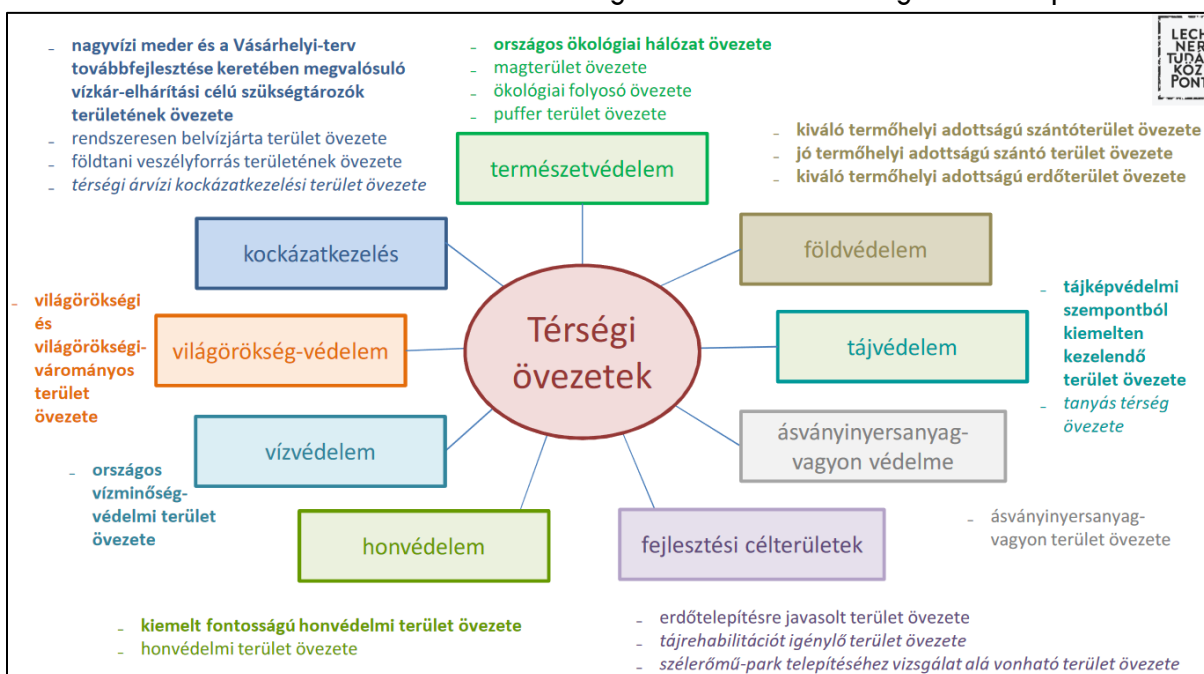 nagyvízi meder és a Vásárhelyi-terv
továbbfejlesztése keretében megvalósuló
vízkár-elhárítási célú szükségtározók
területének övezete
rendszeresen belvízjárta terület övezete
földtani veszélyforrás területének övezete
térségi árvízi kockázatkezelési terület övezete
országos ökológiai hálózat övezete
magterület övezete
ökológiai folyosó övezete
puffer terület övezete
LECH
NER
TUDÁ
KÖZ
PONT
kiváló termőhelyi adottságú szántóterület övezete
jó termőhelyi adottságú szántó terület övezete
kiváló termőhelyi adottságú erdőterület övezete
természetvédelem
kockázatkezelés
földvédelem
világörökségi
és
világörökségi-
várományos
terület
övezete
világörökség-védelem
Térségi
övezetek
tájvédelem
tájképvédelmi
szempontból
kiemelten
kezelendő
terület övezete
tanyás térség
övezete
vízvédelem
ásványinyersanyag-
vagyon védelme
országos
vízminőség-
védelmi terület
övezete
honvédelem
fejlesztési célterületek
ásványinyersanyag-
vagyon terület övezete
kiemelt fontosságú honvédelmi terület övezete
honvédelmi terület övezete
erdőtelepítésre javasolt terület övezete
tájrehabilitációt igénylő terület övezete
szélerőmű-park telepítéséhez vizsgálat alá vonható terület övezete